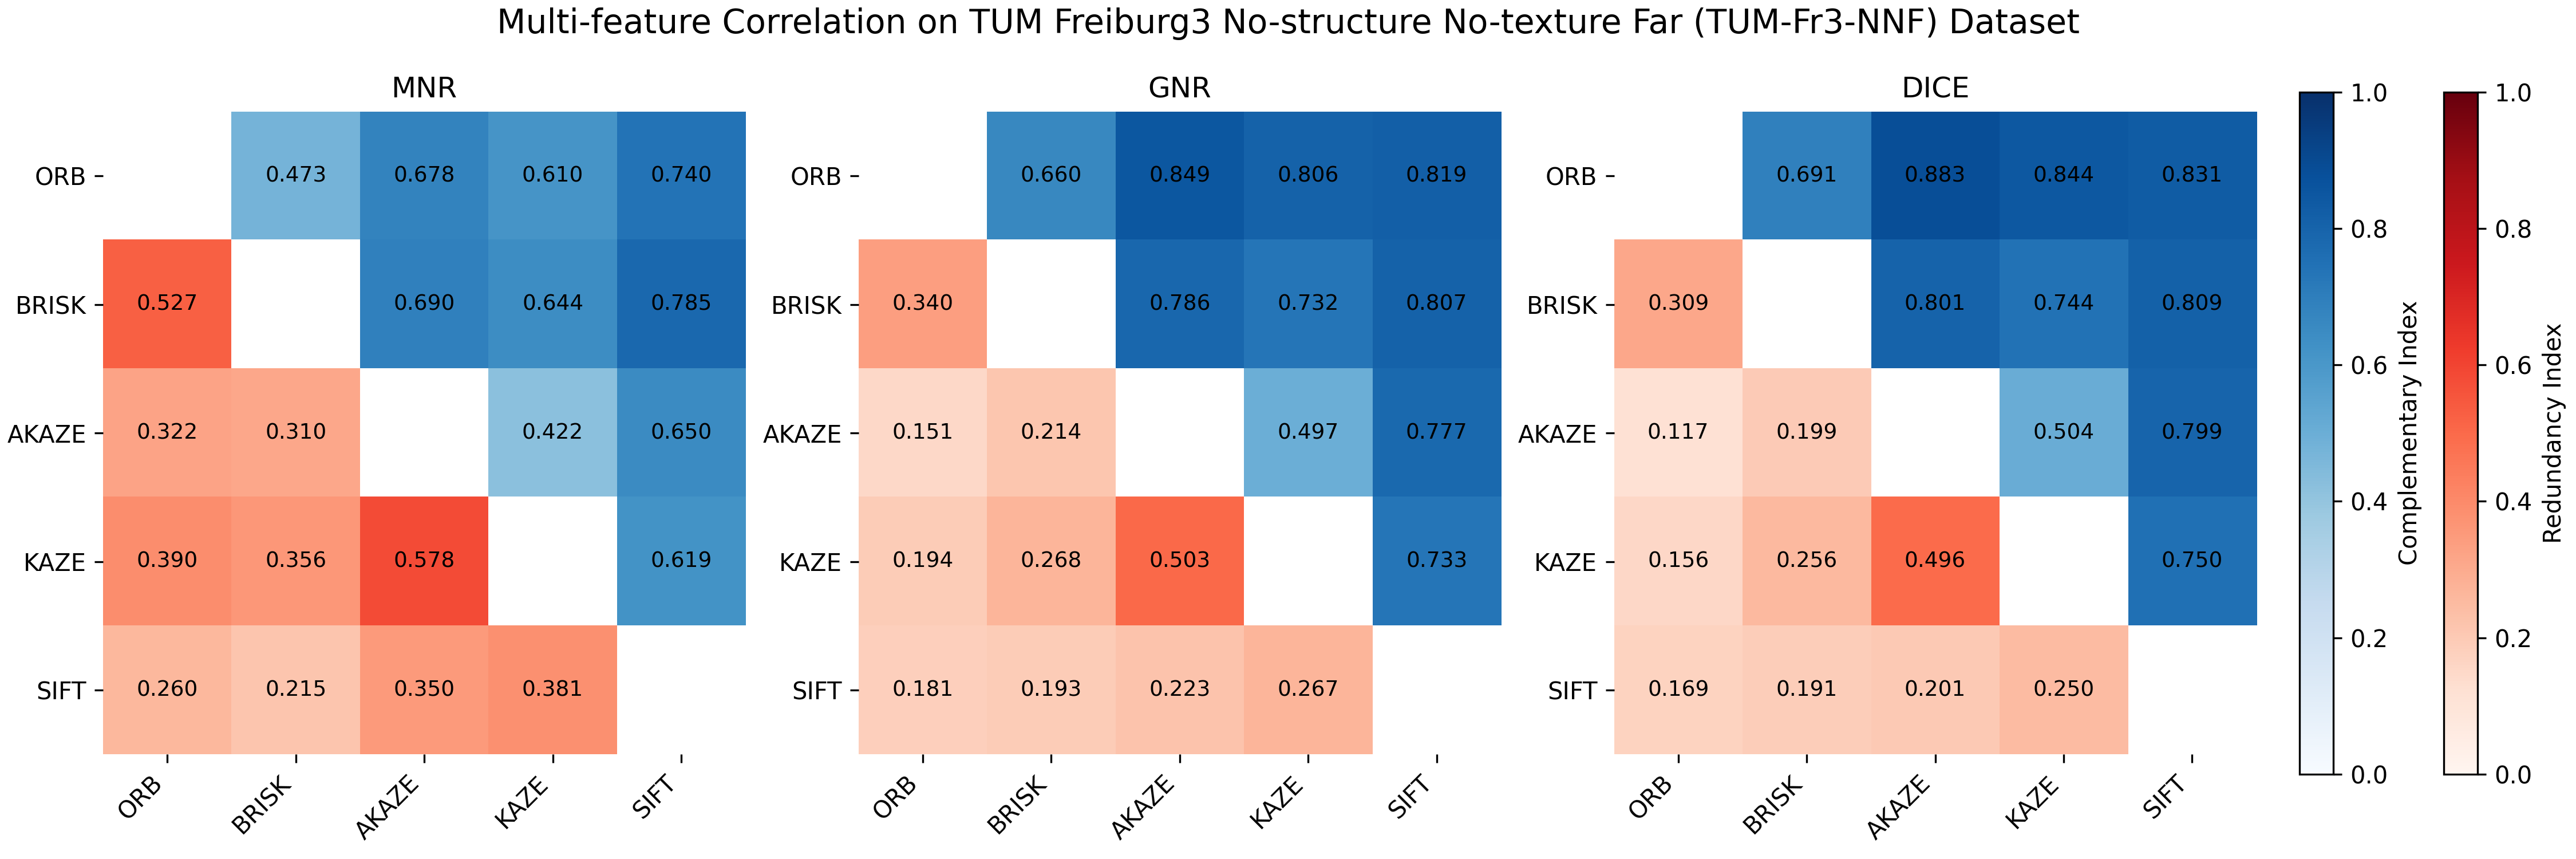 Multi-feature Correlation on TUM Freiburg3 No-structure No-texture Far (TUM-Fr3-NNF) Dataset
MNR
ORB 0.473 0.678 0.610 0.740
BRISK 0.527 0.690 0.644 0.785
AKAZE 0.322 0.310 0.422 0.650
KAZE 0.390 0.356 0.578 0.619
SIFT 0.260 0.215 0.350 0.381
ORB BRISK AKAZE KAZE SIFT
GNR
ORB 0.660 0.849 0.806 0.819
BRISK 0.340 0.786 0.732 0.807
AKAZE 0.151 0.214 0.497 0.777
KAZE 0.194 0.268 0.503 0.733
SIFT 0.181 0.193 0.223 0.267
ORB BRISK AKAZE KAZE SIFT
DICE
ORB 0.691 0.883 0.844 0.831
BRISK 0.309 0.801 0.744 0.809
AKAZE 0.117 0.199 0.504 0.799
KAZE 0.156 0.256 0.496 0.750
SIFT 0.169 0.191 0.201 0.250
ORB BRISK AKAZE KAZE SIFT
1.0
0.8
0.6
0.4
0.2
0.0
Complementary Index
1.0
0.8
0.6
0.4
0.2
0.0
Redundancy Index